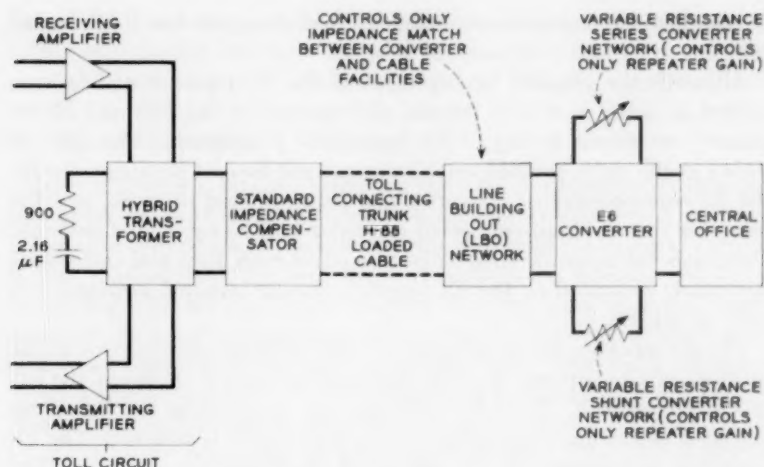 RECEIVING
AMPLIFIER
CONTROLS ONLY
IMPEDANCE MATCH
BETWEEN CONVERTER
AND CABLE
FACILITIES
VARIABLE RESISTANCE
SERIES CONVERTER
NETWORK (CONTROLS
ONLY REPEATER GAIN)
900
2.16
μF
HYBRID
TRANS-
FORMER
STANDARD
IMPEDANCE
COMPEN-
SATOR
TOLL
CONNECTING
TRUNK
H-88
LOADED
CABLE
LINE
BUILDING
OUT
(LBO)
NETWORK
E6
CONVERTER
CENTRAL
OFFICE
TRANSMITTING
AMPLIFIER
TOLL CIRCUIT
VARIABLE RESISTANCE
SHUNT CONVERTER
NETWORK (CONTROLS
ONLY REPEATER GAIN)